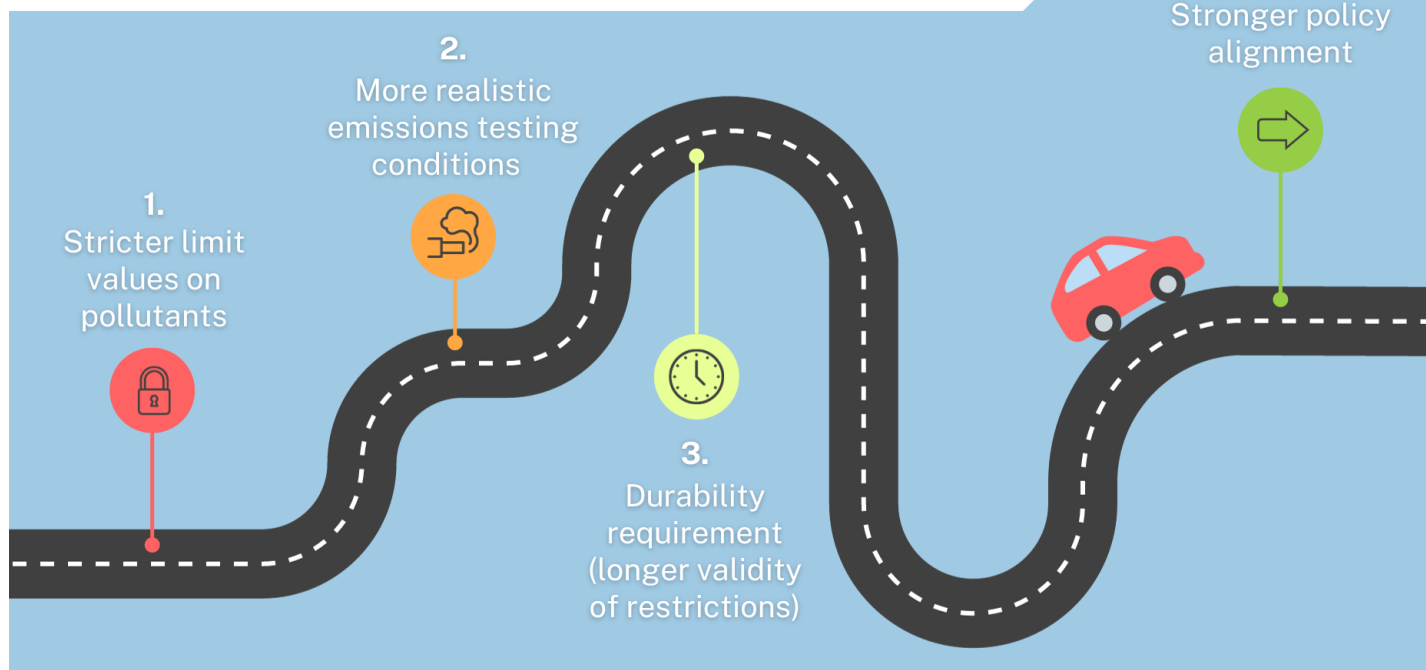 1.
Stricter limit
values on
pollutants
2.
More realistic
emissions testing
conditions
3.
Durability
requirement
(longer validity
of restrictions)
Stronger policy
alignment